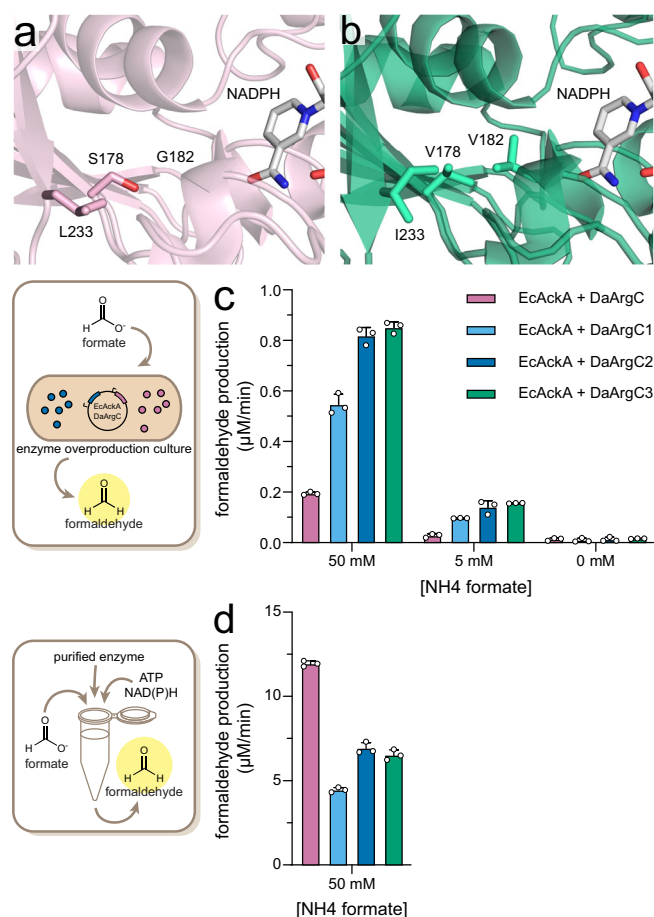 a
NADPH
S178
G182
L233
b
NADPH
V182
V178
I233
O
H
O-
formate
EcAckA
DaArgC
enzyme overproduction culture
O
H
H
formaldehyde
c
formaldehyde production
(µM/min)
1.0
0.8
0.6
0.4
0.2
0.0
EcAckA + DaArgC
EcAckA + DaArgC1
EcAckA + DaArgC2
EcAckA + DaArgC3
50 mM
5 mM
0 mM
[NH4 formate]
purified enzyme
ATP
NAD(P)H
O
H
O-
formate
O
H
H
formaldehyde
d
formaldehyde production
(µM/min)
15
10
5
0
50 mM
[NH4 formate]